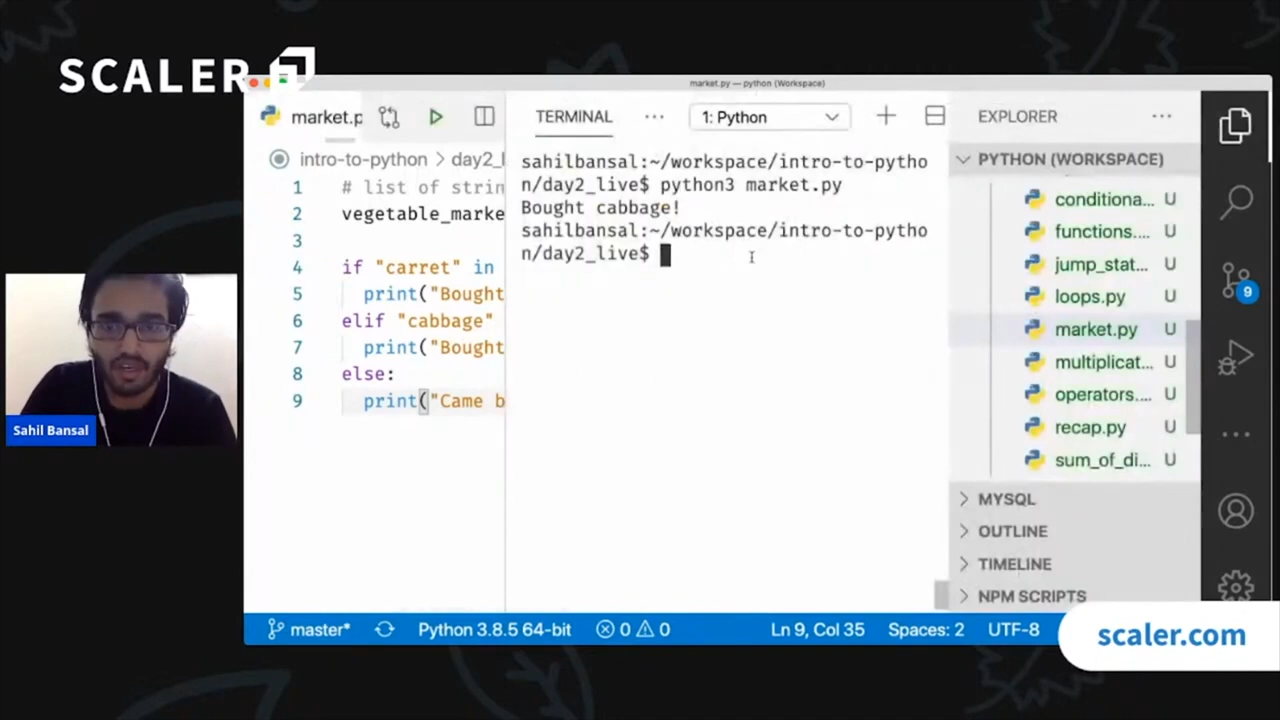 SCALER
market.py — python (Workspace)
market.p
TERMINAL
1: Python
EXPLORER
intro-to-python > day2_l
PYTHON (WORKSPACE)
1 # list of strin
2 vegetable_marke
3
4 if "carret" in
5 print("Bought
6 elif "cabbage"
7 print("Bought
8 else:
9 print("Came b
sahilbansal:~/workspace/intro-to-pytho
n/day2_live$ python3 market.py
Bought cabbage!
sahilbansal:~/workspace/intro-to-pytho
n/day2_live$
conditiona... U
functions.... U
jump_stat... U
loops.py U
market.py U
multiplicat... U
operators.... U
recap.py U
sum_of_di... U
MYSQL
OUTLINE
TIMELINE
NPM SCRIPTS
9
Sahil Bansal
master*
Python 3.8.5 64-bit
0
0
Ln 9, Col 35
Spaces: 2
UTF-8
scaler.com